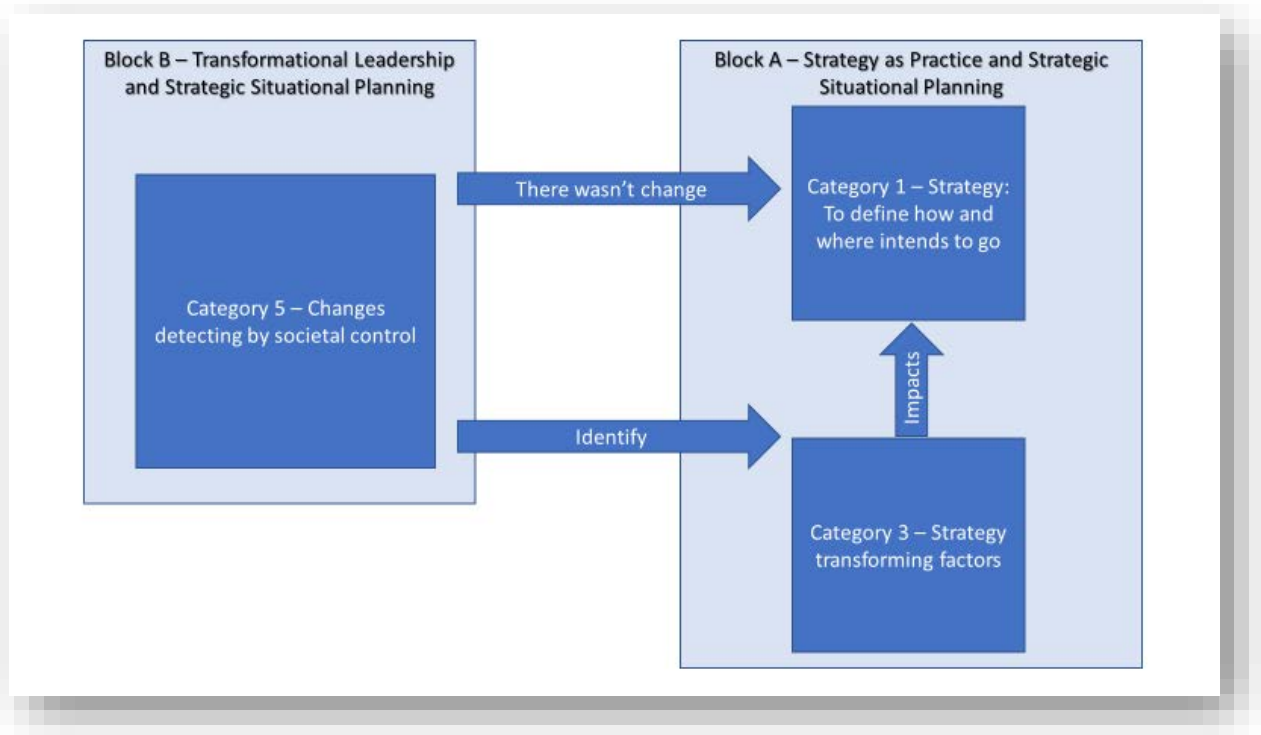 Block B – Transformational Leadership
and Strategic Situational Planning
Category 5 – Changes
detecting by societal control
There wasn't change
Identify
Block A – Strategy as Practice and Strategic
Situational Planning
Category 1 – Strategy:
To define how and
where intends to go
Impacts
Category 3 – Strategy
transforming factors